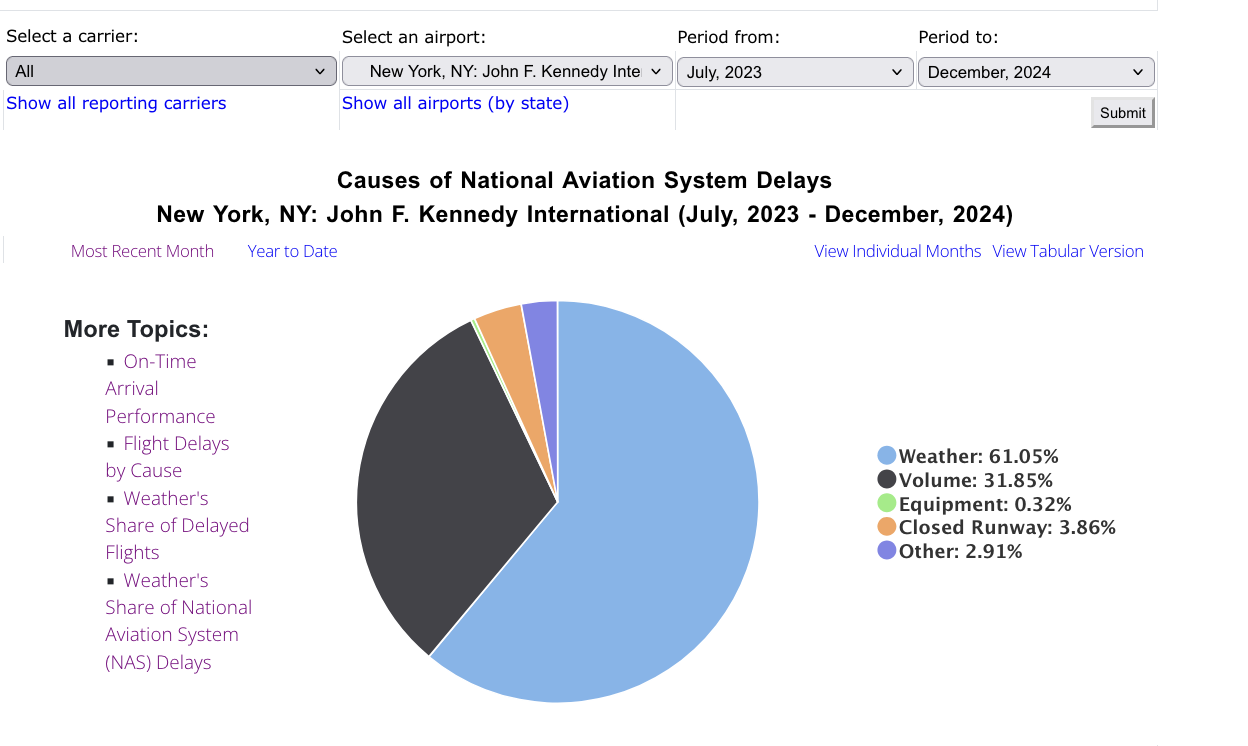 Select a carrier: Select an airport: Period from: Period to:
All New York, NY: John F. Kennedy Inte July, 2023 December, 2024
Show all reporting carriers Show all airports (by state)
Submit
Causes of National Aviation System Delays
New York, NY: John F. Kennedy International (July, 2023 - December, 2024)
Most Recent Month Year to Date View Individual Months View Tabular Version
More Topics:
On-Time
Arrival
Performance
Flight Delays
by Cause
Weather's
Share of Delayed
Flights
Weather's
Share of National
Aviation System
(NAS) Delays
Weather: 61.05%
Volume: 31.85%
Equipment: 0.32%
Closed Runway: 3.86%
Other: 2.91%